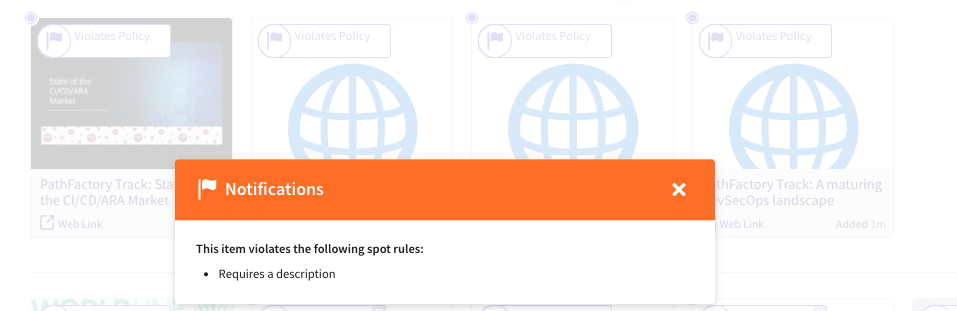 Violates Policy
Violates Policy
Violates Policy
Violates Policy
State of the
CI/CD/ARA
Market
PathFactory Track: Sta
the CI/CD/ARA Market
Web Link
thFactory Track: A maturing
evSecOps landscape
Web Link
Added 1m
Notifications
This item violates the following spot rules:
• Requires a description